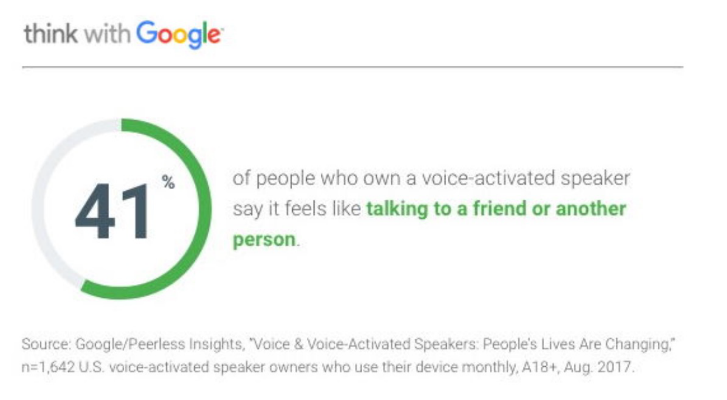 think with Google
41%
of people who own a voice-activated speaker
say it feels like talking to a friend or another
person.
Source: Google/Peerless Insights, "Voice & Voice-Activated Speakers: People's Lives Are Changing,"
n=1,642 U.S. voice-activated speaker owners who use their device monthly, A18+, Aug. 2017.